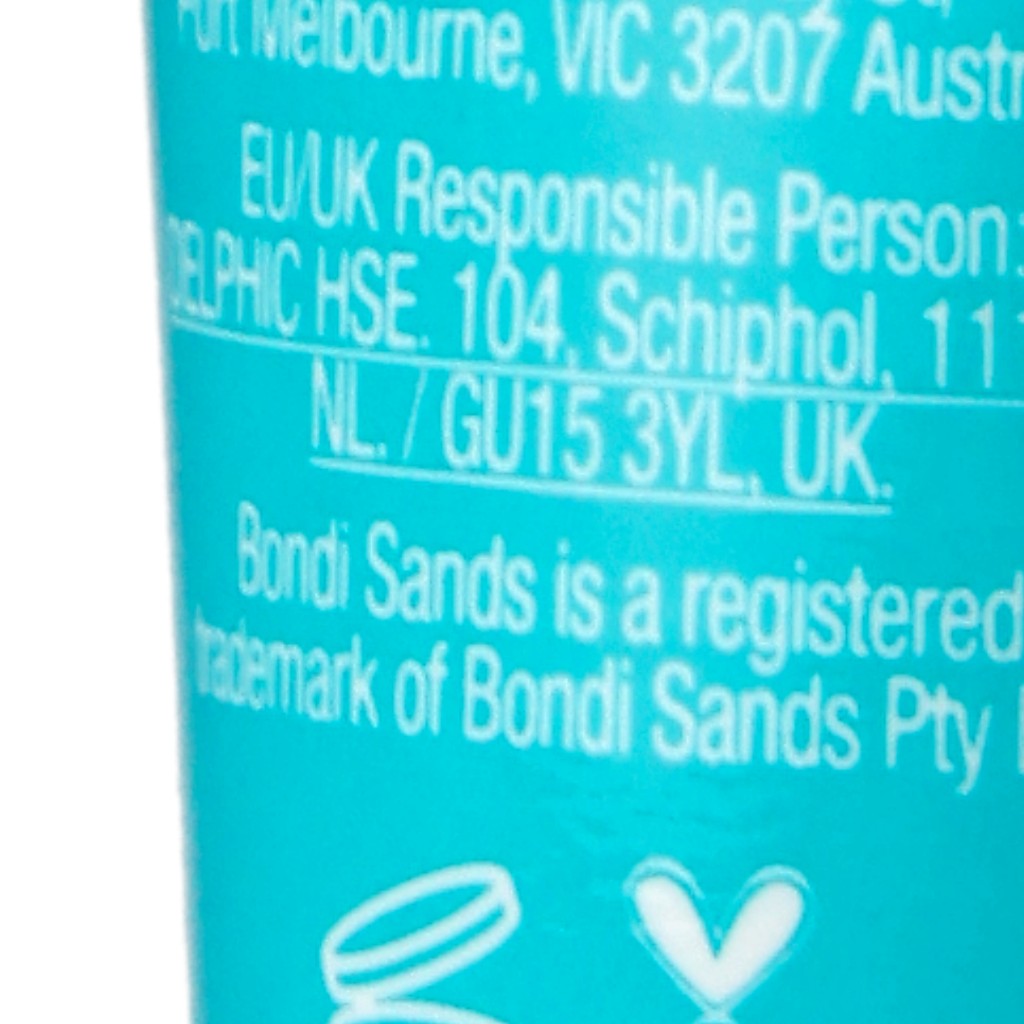 Port Melbourne, VIC 3207 Austr
EU/UK Responsible Person:
DELPHIC HSE. 104, Schiphol, 11
NL. / GU15 3YL, UK.
Bondi Sands is a registered
trademark of Bondi Sands Pty